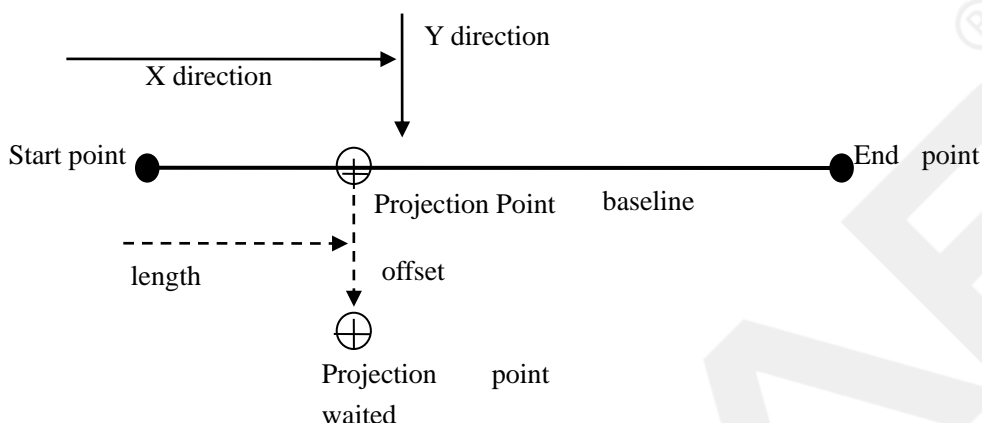 Y direction
X direction
Start point
End point
Projection Point baseline
length
offset
Projection point
waited
®